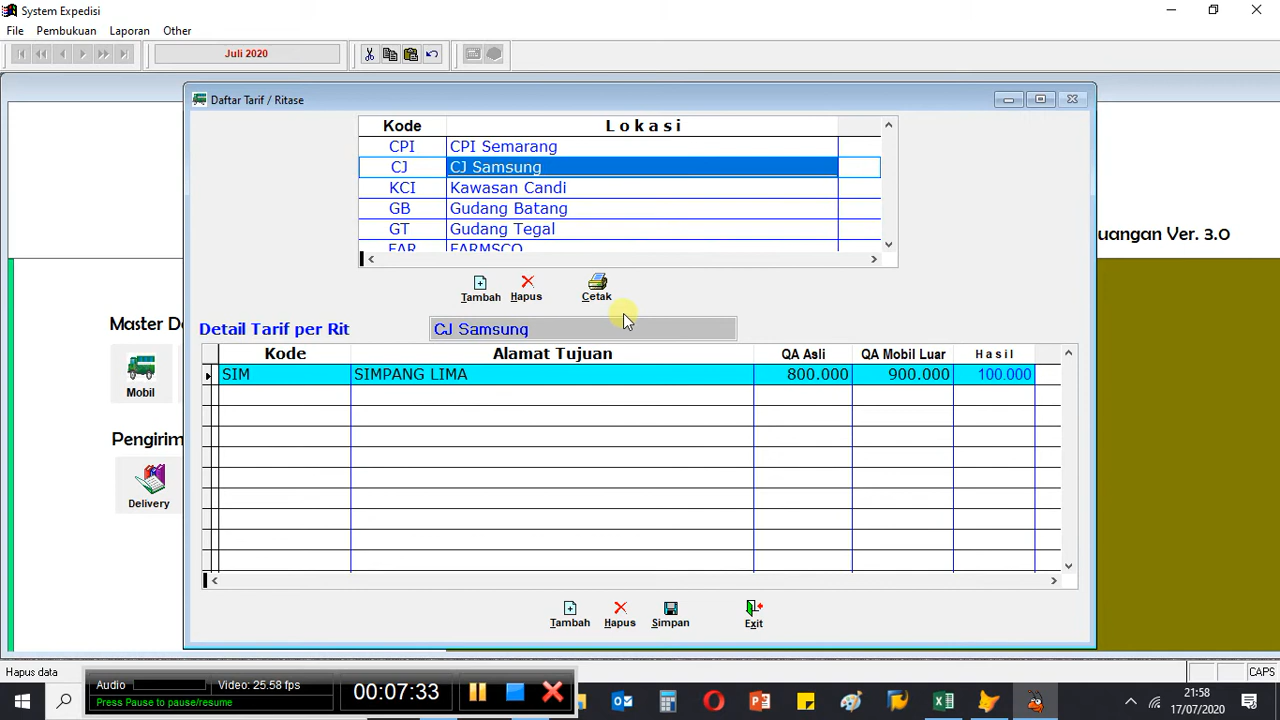 System Expedisi
File Pembukuan Laporan Other
Juli 2020
Daftar Tarif / Ritase
Kode L o k a s i
CPI CPI Semarang
CJ CJ Samsung
KCI Kawasan Candi
GB Gudang Batang
GT Gudang Tegal
FAR FARMSCO
uangan Ver. 3.0
Tambah Hapus Cetak
Master D
Detail Tarif per Rit CJ Samsung
Kode Alamat Tujuan QA Asli QA Mobil Luar H a s i l
SIM SIMPANG LIMA 800.000 900.000 100.000
Mobil
Pengirim
Delivery
Tambah Hapus Simpan Exit
Hapus data CAPS
Audio Video: 25.58 fps
Press Pause to pause/resume
00:07:33
21:58
17/07/2020